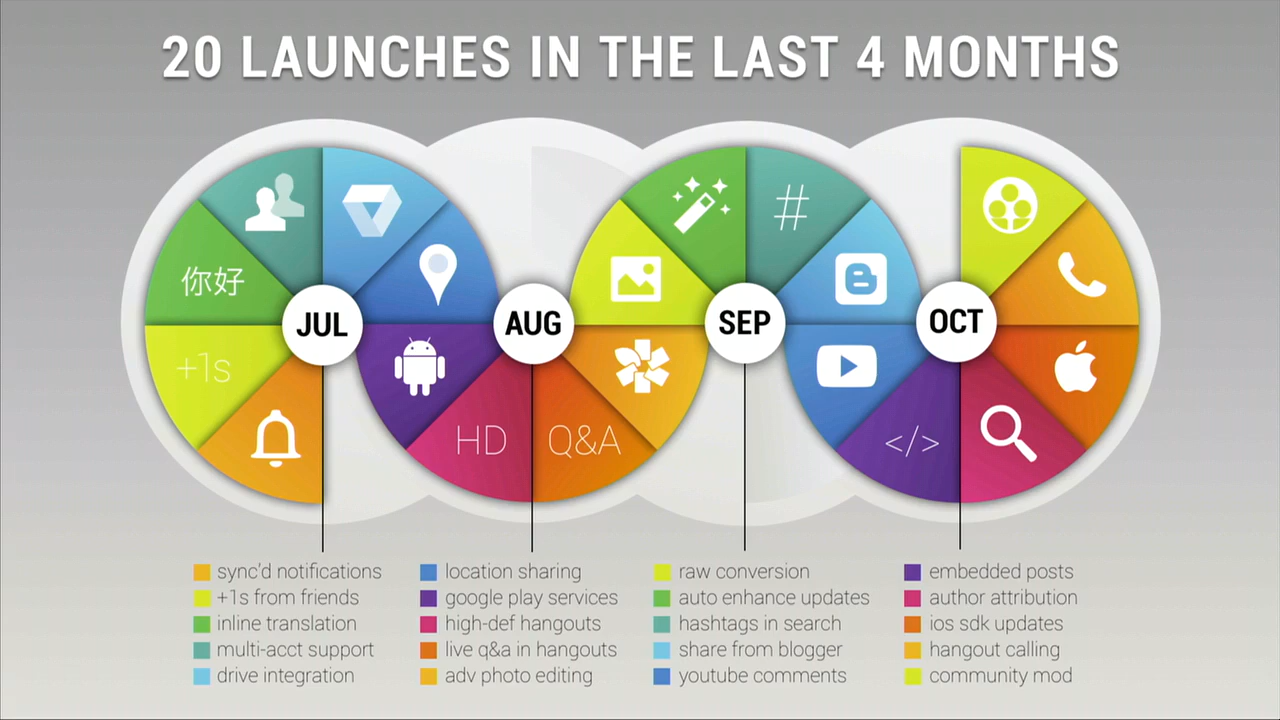 20 LAUNCHES IN THE LAST 4 MONTHS
你好
+1s
JUL
AUG
HD
Q&A
SEP
#
OCT
</>
sync'd notifications
+1s from friends
inline translation
multi-acct support
drive integration
location sharing
google play services
high-def hangouts
live q&a in hangouts
adv photo editing
raw conversion
auto enhance updates
hashtags in search
share from blogger
youtube comments
embedded posts
author attribution
ios sdk updates
hangout calling
community mod